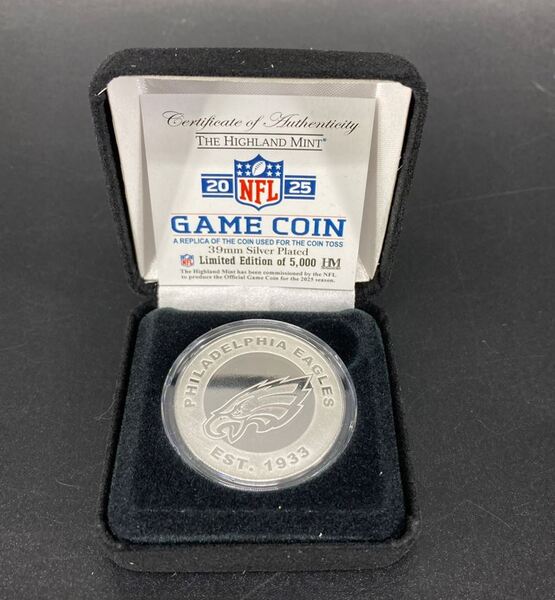 Certificate of Authenticity
THE HIGHLAND MINT®
20 NFL 25
GAME COIN
A REPLICA OF THE COIN USED FOR THE COIN TOSS
39mm Silver Plated
NFL Limited Edition of 5,000 HM
The Highland Mint has been commissioned by the NFL
to produce the Official Game Coin for the 2025 season.
PHILADELPHIA EAGLES
EST. 1933